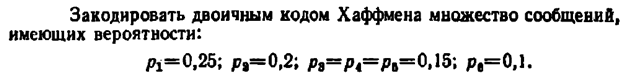 Закодировать двоичным кодом Хаффмена множество сообщений,
имеющих вероятности:
p₁=0,25; p₂=0,2; p₃=p₄=p₅=0,15; p₆=0,1.